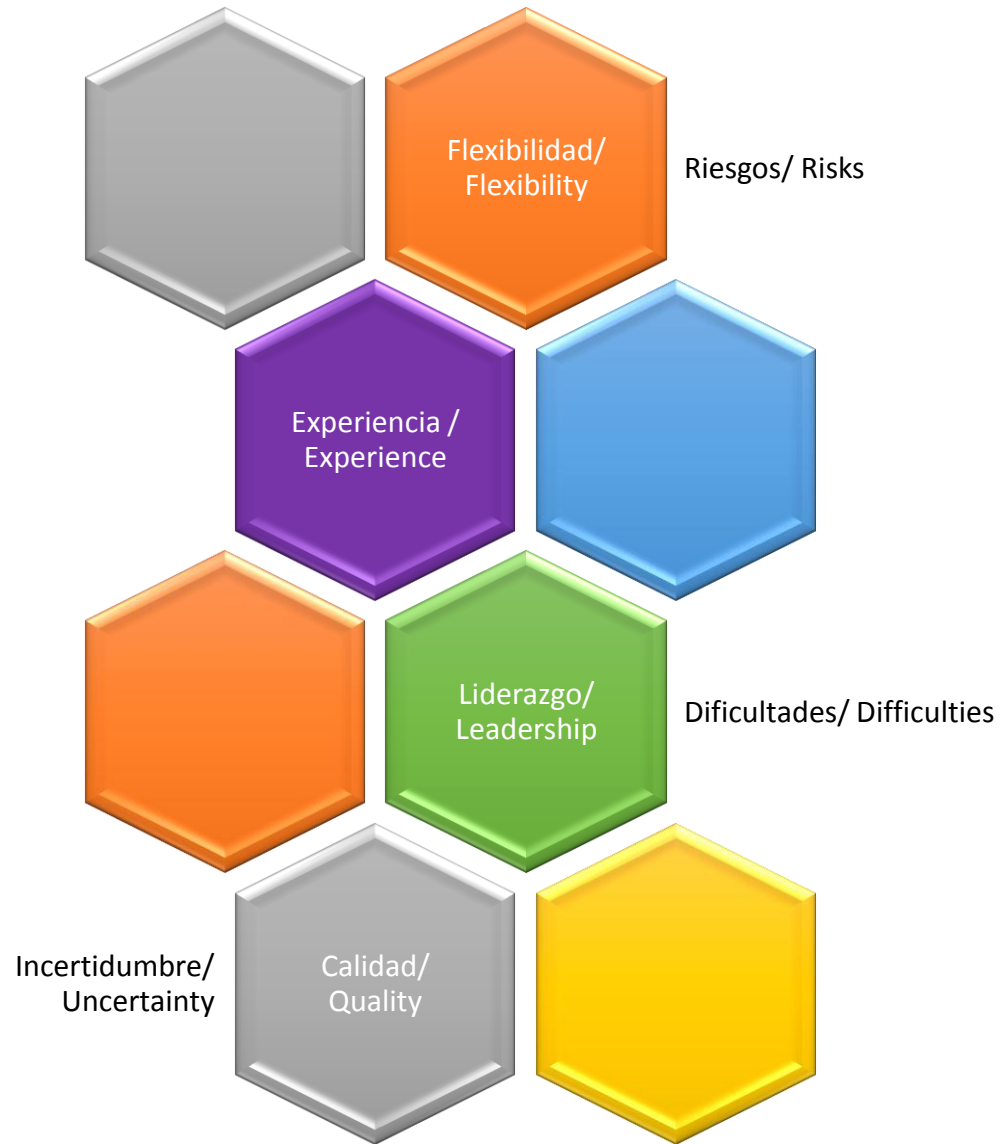 Flexibilidad/
Flexibility
Riesgos/ Risks
Experiencia /
Experience
Liderazgo/
Leadership
Dificultades/ Difficulties
Incertidumbre/
Uncertainty
Calidad/
Quality